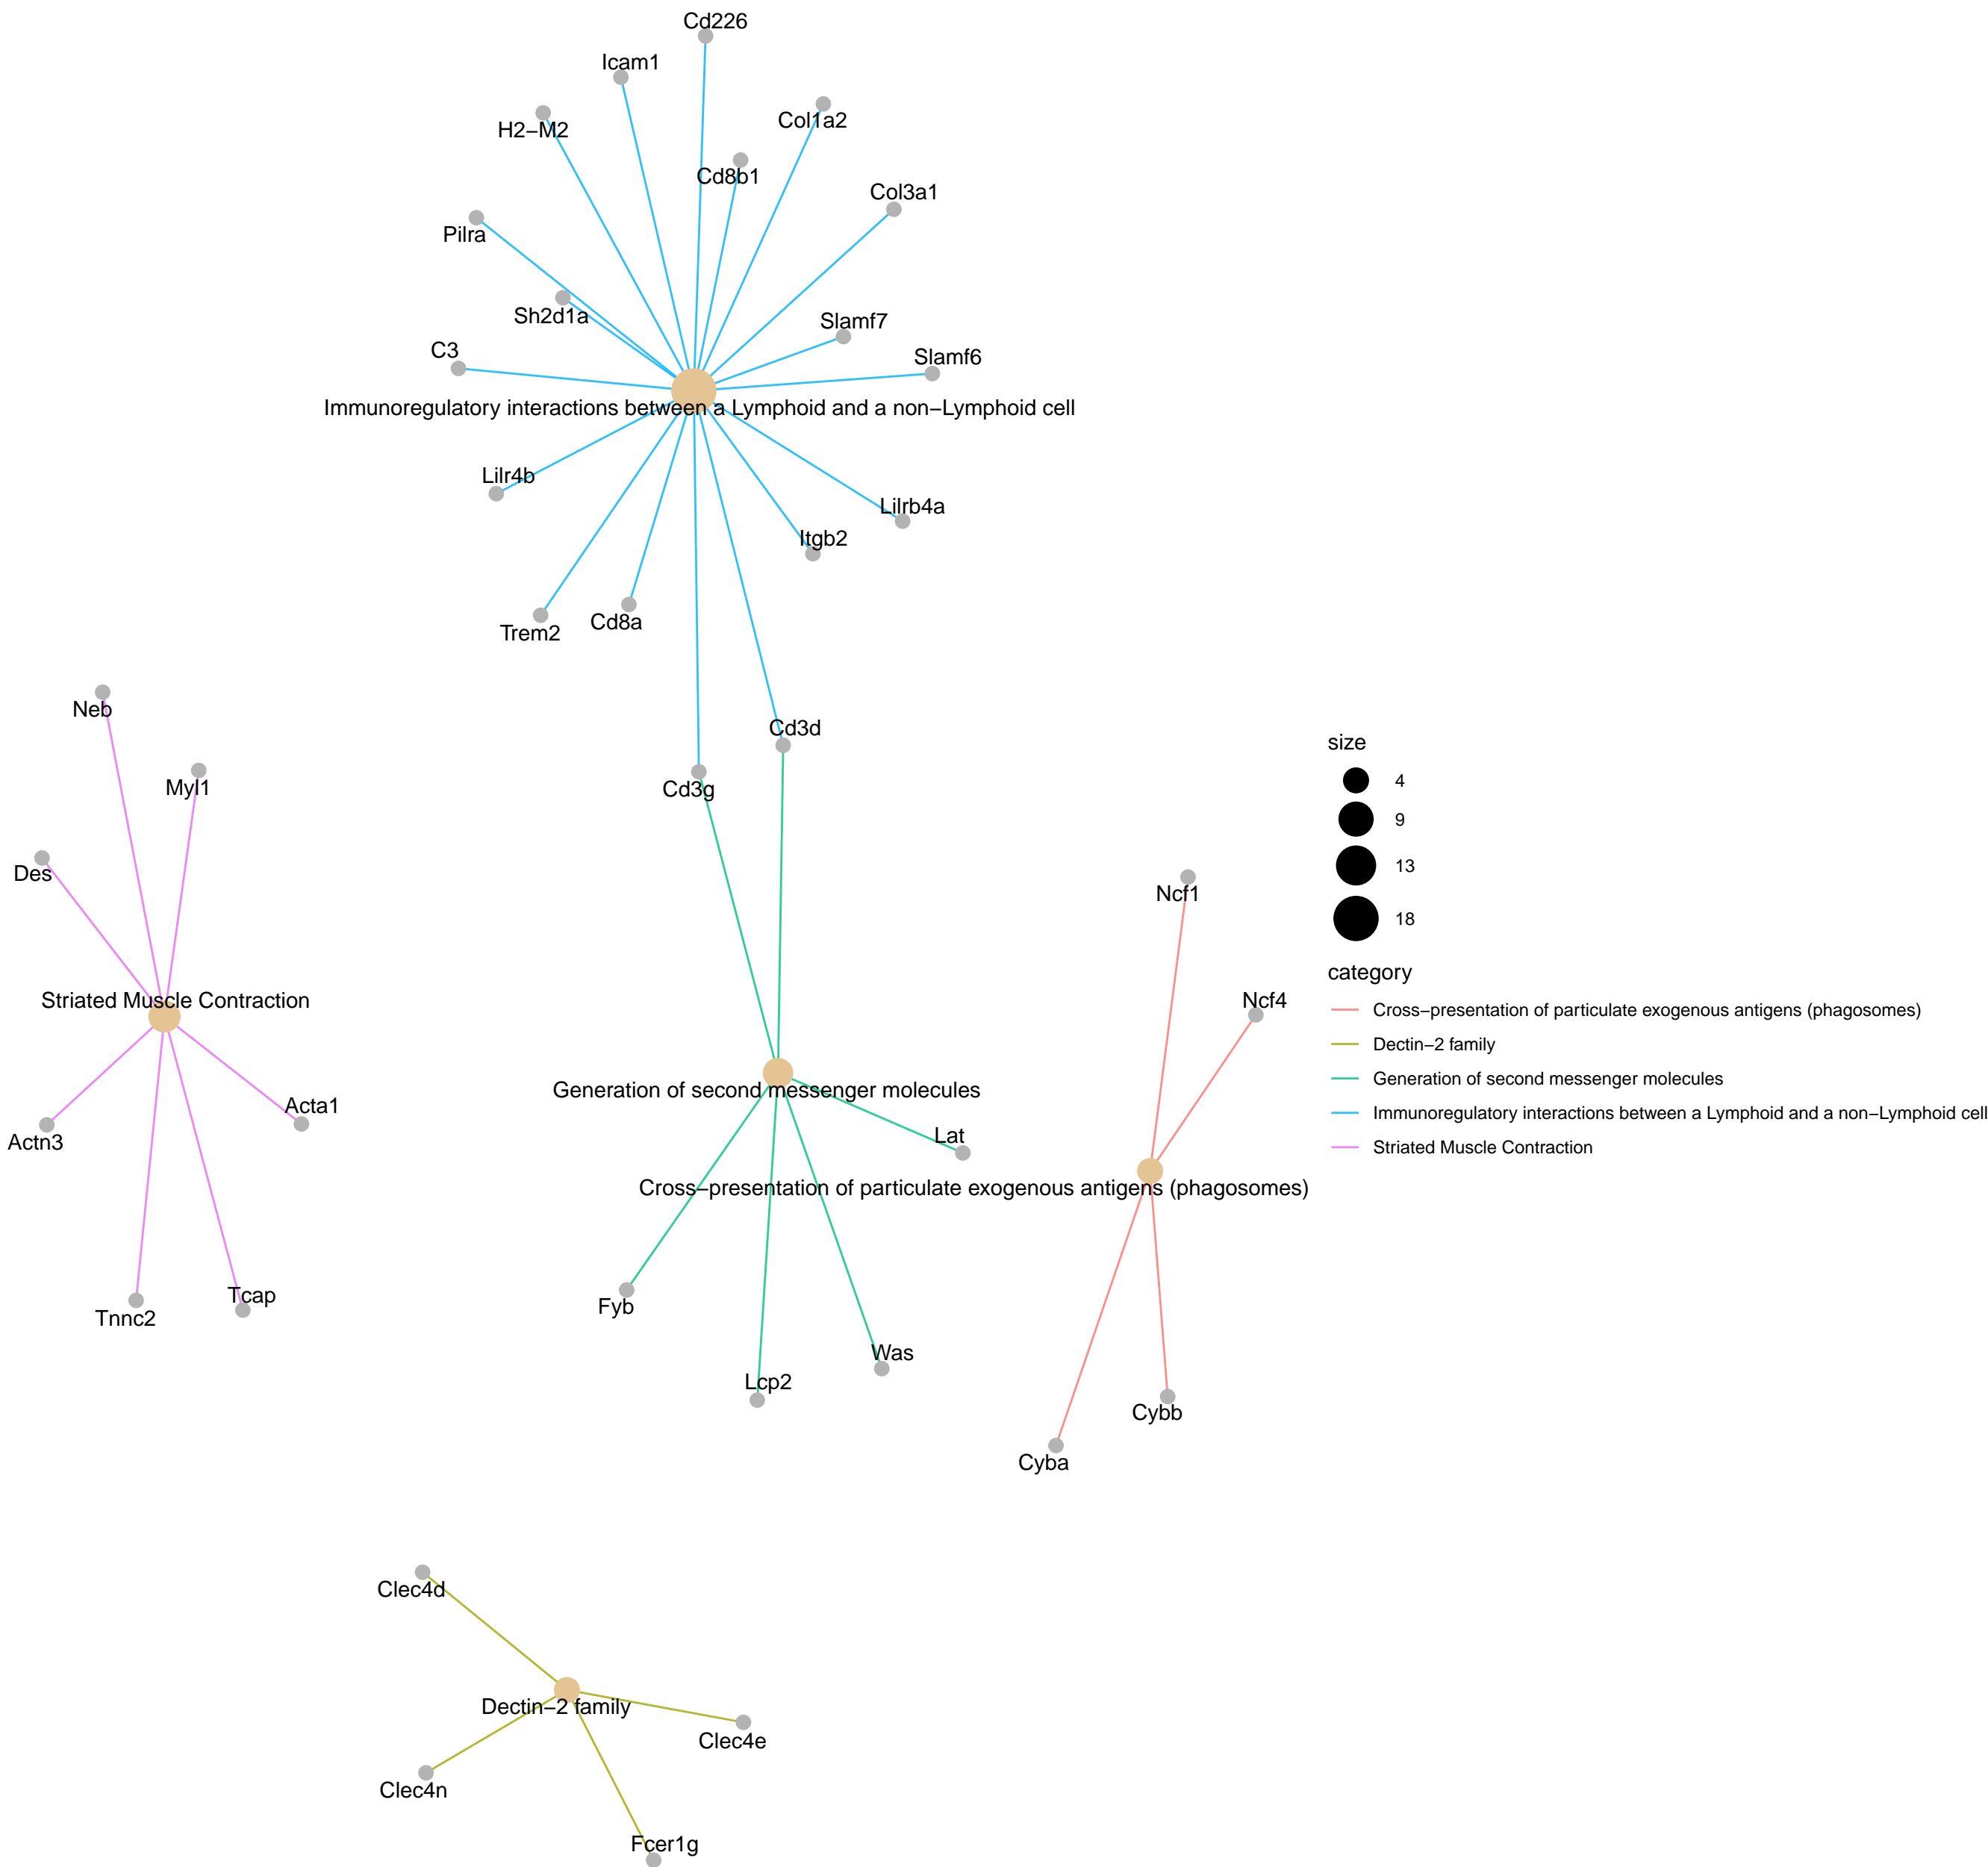 Cd226
Icam1
Col1a2
H2−M2
Cd8b1
Col3a1
Pilra
Sh2d1a
Slamf7
C3
Slamf6
Immunoregulatory interactions between a Lymphoid and a non−Lymphoid cell
Lilr4b
Lilrb4a
Itgb2
Trem2
Cd8a
Neb
Cd3d
Myl1
Cd3g
Des
Ncf1
Striated Muscle Contraction
Ncf4
Generation of second messenger molecules
Acta1
Actn3
Lat
Cross−presentation of particulate exogenous antigens (phagosomes)
Tcap
Tnnc2
Fyb
Was
Lcp2
Cybb
Cyba
Clec4d
Dectin−2 family
Clec4e
Clec4n
Fcer1g
size
4
9
13
18
category
Cross−presentation of particulate exogenous antigens (phagosomes)
Dectin−2 family
Generation of second messenger molecules
Immunoregulatory interactions between a Lymphoid and a non−Lymphoid cell
Striated Muscle Contraction